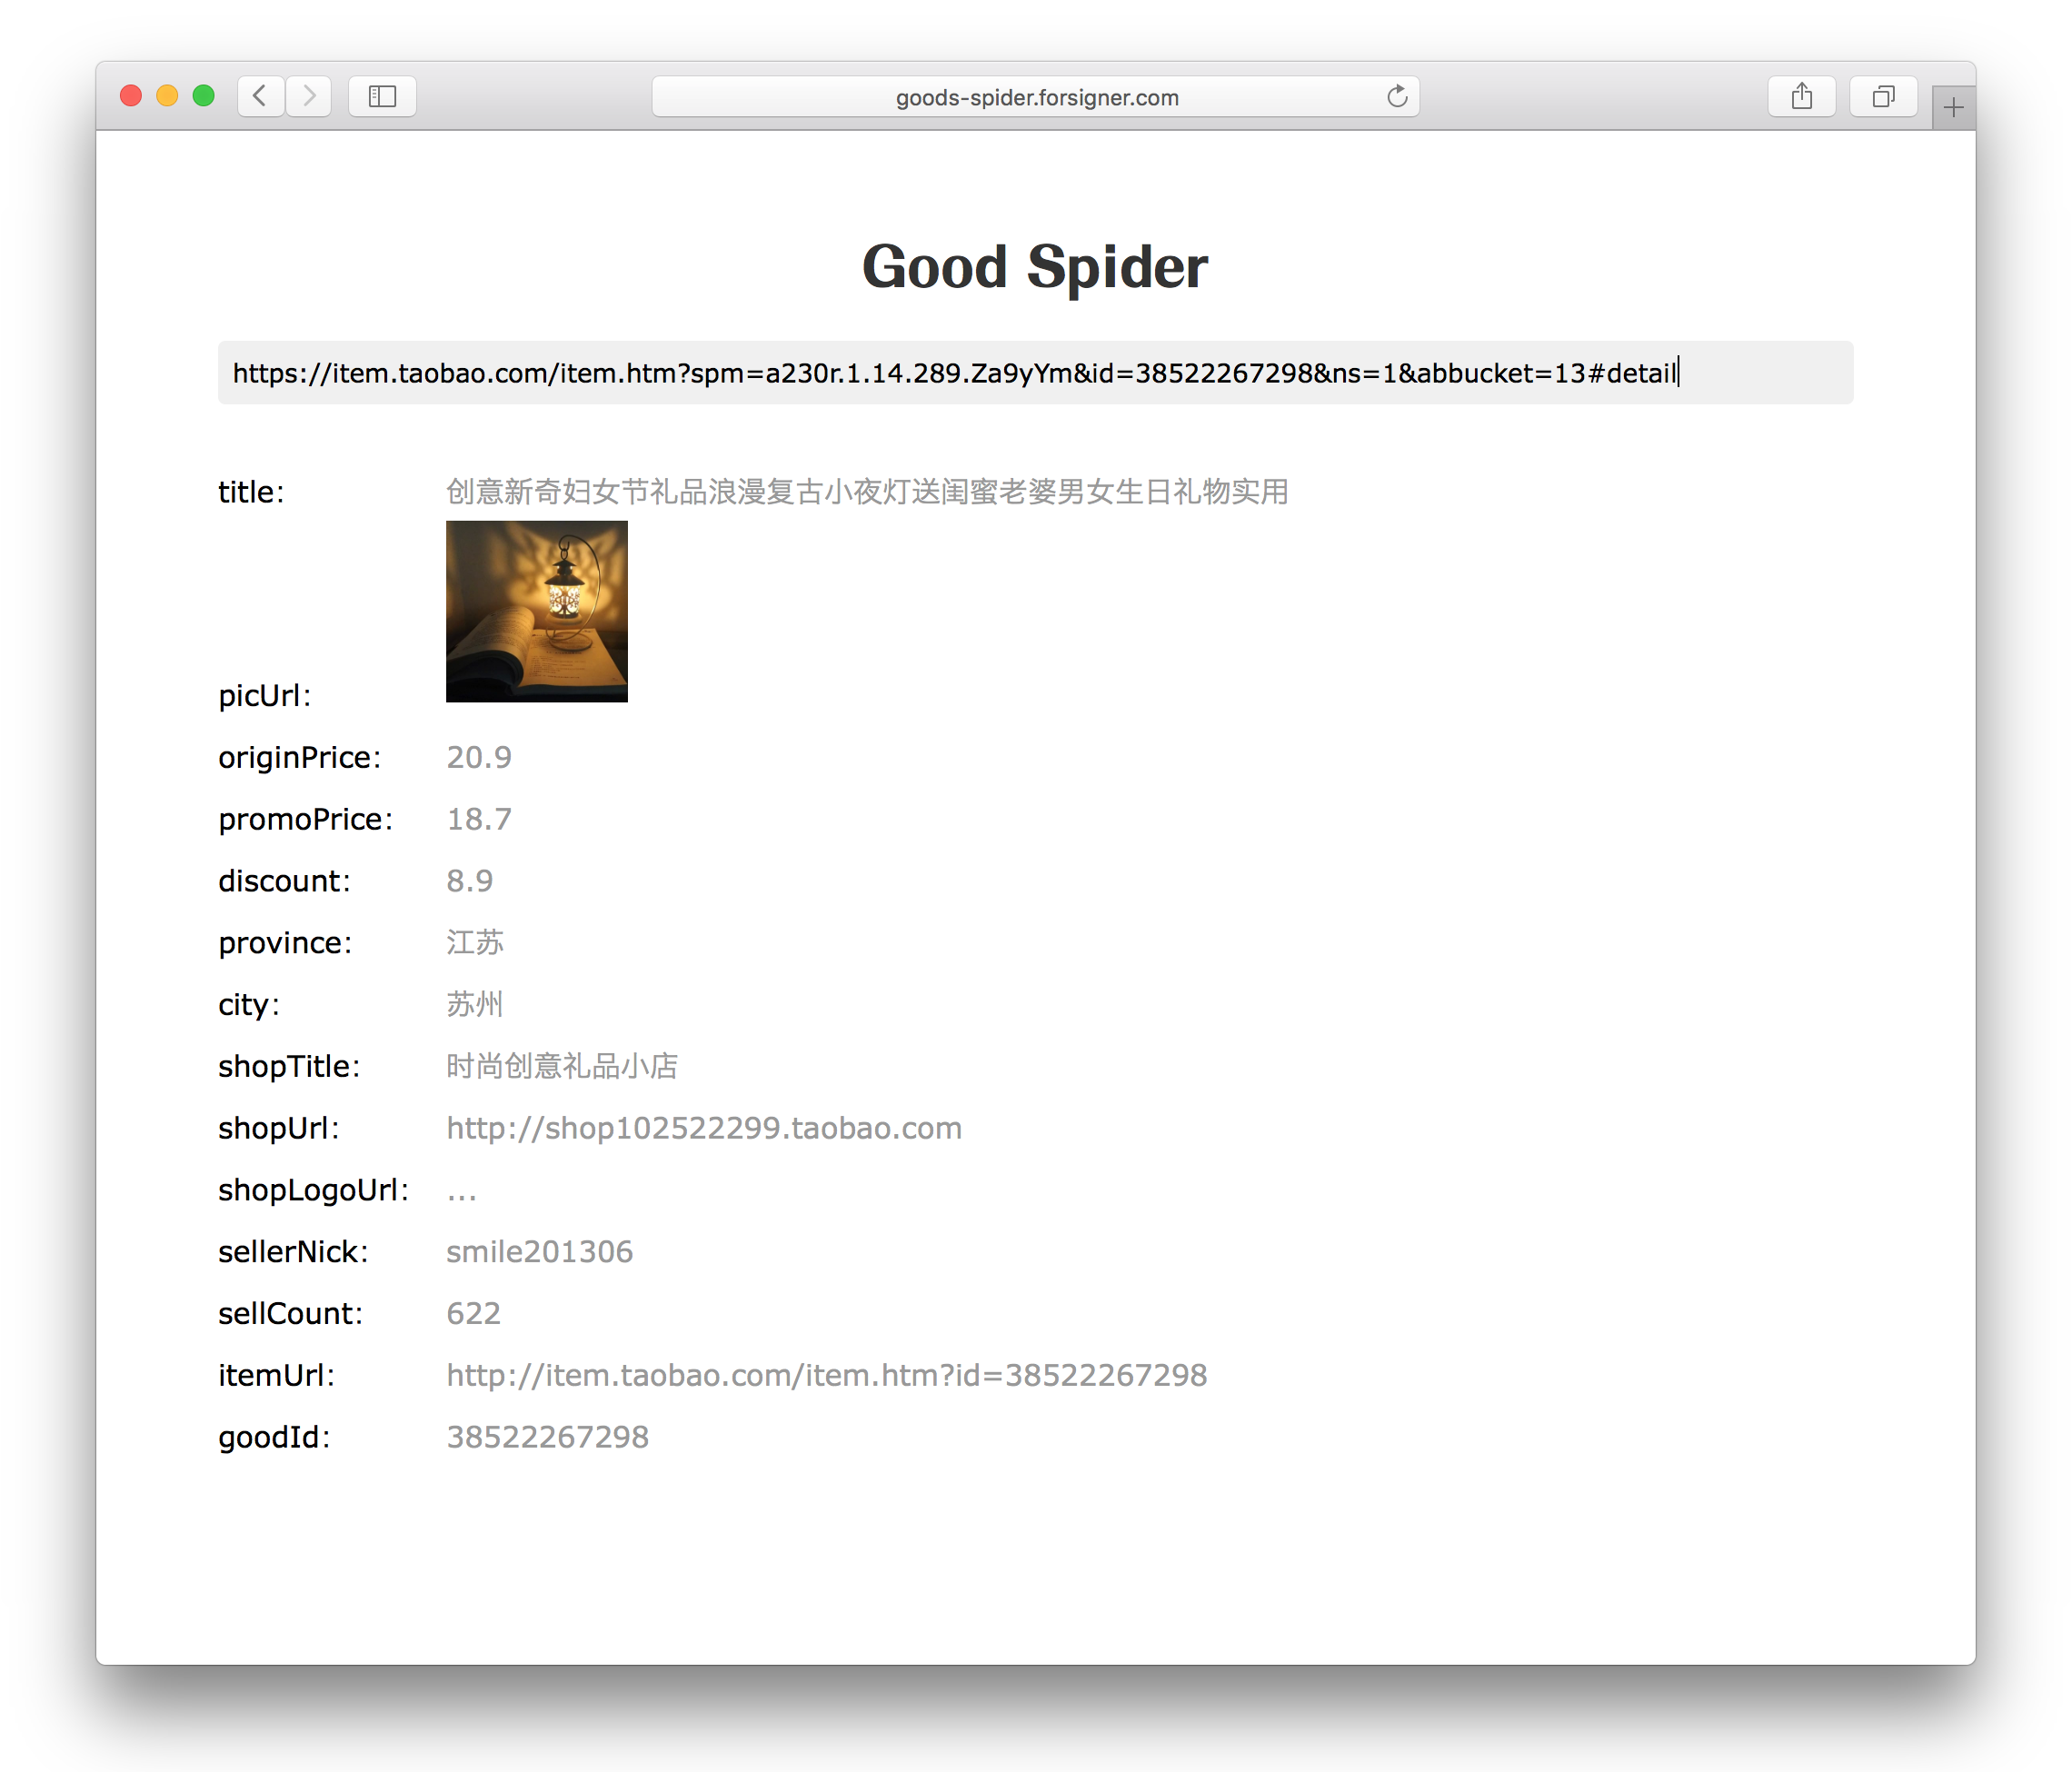 goods-spider.forsigner.com
Good Spider
https://item.taobao.com/item.htm?spm=a230r.1.14.289.Za9yYm&id=38522267298&ns=1&abbucket=13#detail
title: 创意新奇妇女节礼品浪漫复古小夜灯送闺蜜老婆男女生日礼物实用
picUrl:
originPrice: 20.9
promoPrice: 18.7
discount: 8.9
province: 江苏
city: 苏州
shopTitle: 时尚创意礼品小店
shopUrl: http://shop102522299.taobao.com
shopLogoUrl: ...
sellerNick: smile201306
sellCount: 622
itemUrl: http://item.taobao.com/item.htm?id=38522267298
goodId: 38522267298